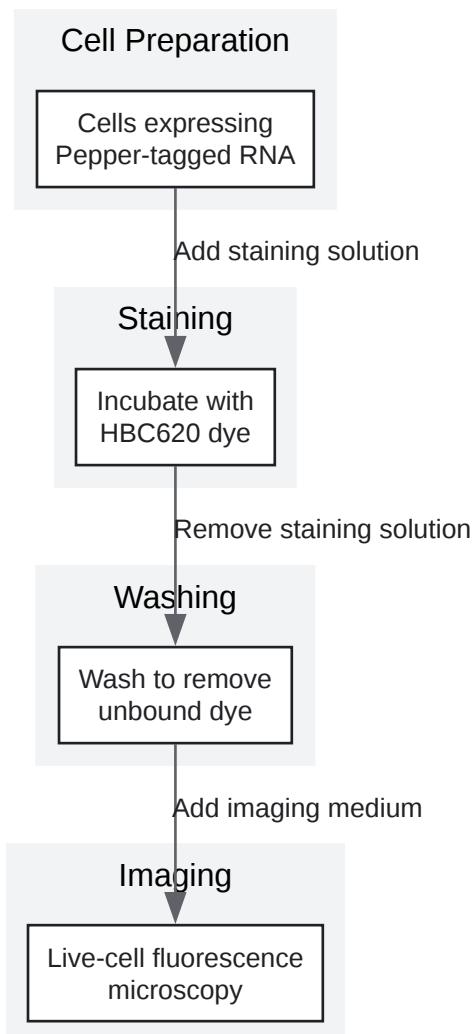 Cell Preparation
Cells expressing
Pepper-tagged RNA
Add staining solution
Staining
Incubate with
HBC620 dye
Remove staining solution
Washing
Wash to remove
unbound dye
Add imaging medium
Imaging
Live-cell fluorescence
microscopy